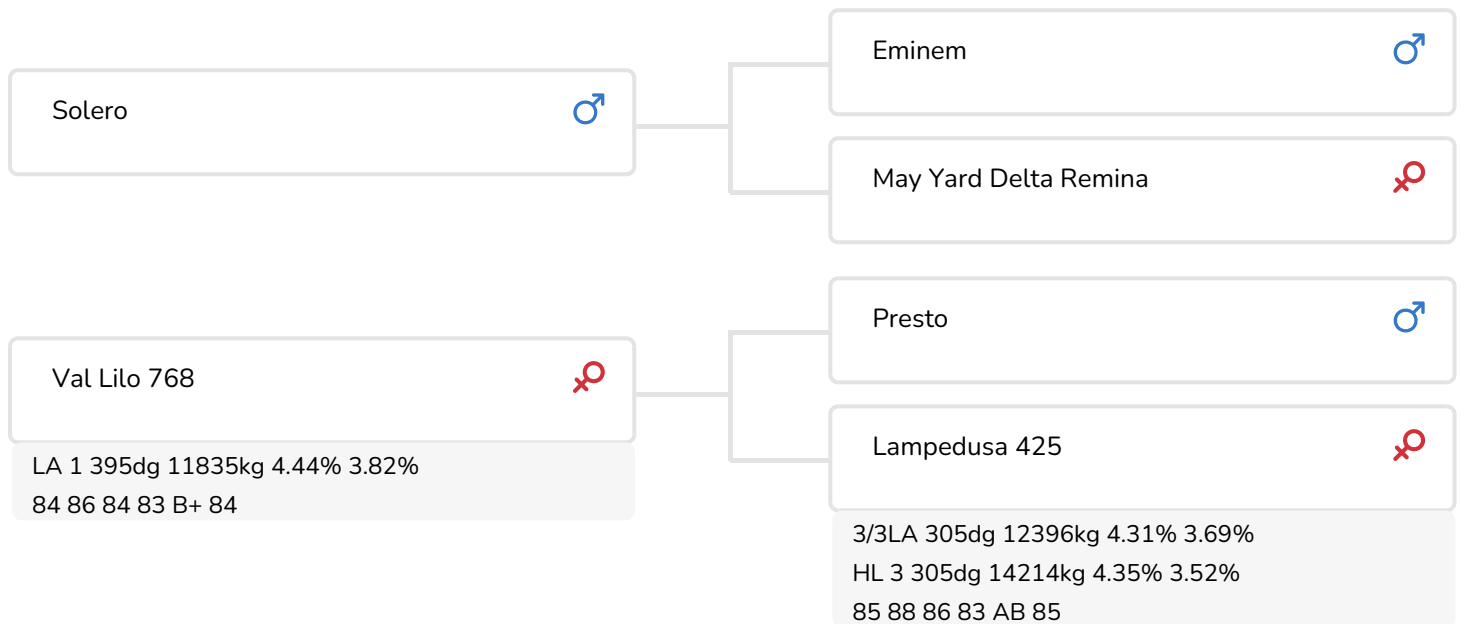 Eminem
Solero
May Yard Delta Remina
Presto
Val Lilo 768
Lampedusa 425
LA 1 395dg 11835kg 4.44% 3.82%
84 86 84 83 B+ 84
3/3LA 305dg 12396kg 4.31% 3.69%
HL 3 305dg 14214kg 4.35% 3.52%
85 88 86 83 AB 85